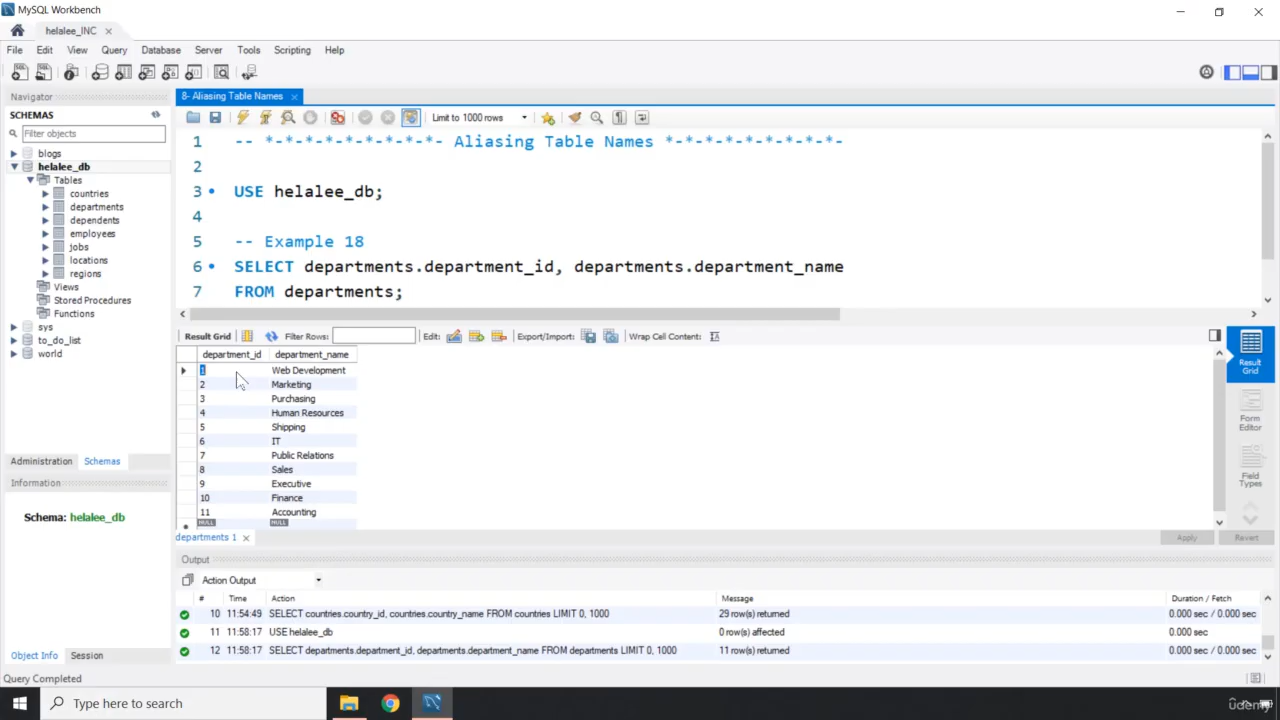 MySQL Workbench
helalee_INC
File Edit View Query Database Server Tools Scripting Help
Navigator
SCHEMAS
Filter objects
blogs
helalee_db
Tables
countries
departments
dependents
employees
jobs
locations
regions
Views
Stored Procedures
Functions
sys
to_do_list
world
Administration Schemas
Information
Schema: helalee_db
Object Info Session
8- Aliasing Table Names
Limit to 1000 rows
1 -- *-*-*-*-*-*-*-*-*- Aliasing Table Names *-*-*-*-*-*-*-*-*-
2
3 USE helalee_db;
4
5 -- Example 18
6 SELECT departments.department_id, departments.department_name
7 FROM departments;
Result Grid Filter Rows: Edit: Export/Import: Wrap Cell Content:
department_id department_name
1 Web Development
2 Marketing
3 Purchasing
4 Human Resources
5 Shipping
6 IT
7 Public Relations
8 Sales
9 Executive
10 Finance
11 Accounting
NULL NULL
Result
Grid
Form
Editor
Field
Types
departments 1 Apply Revert
Output
Action Output
# Time Action Message Duration / Fetch
10 11:54:49 SELECT countries.country_id, countries.country_name FROM countries LIMIT 0, 1000 29 row(s) returned 0.000 sec / 0.000 sec
11 11:58:17 USE helalee_db 0 row(s) affected 0.000 sec
12 11:58:17 SELECT departments.department_id, departments.department_name FROM departments LIMIT 0, 1000 11 row(s) returned 0.000 sec / 0.000 sec
Query Completed
Type here to search
udemy